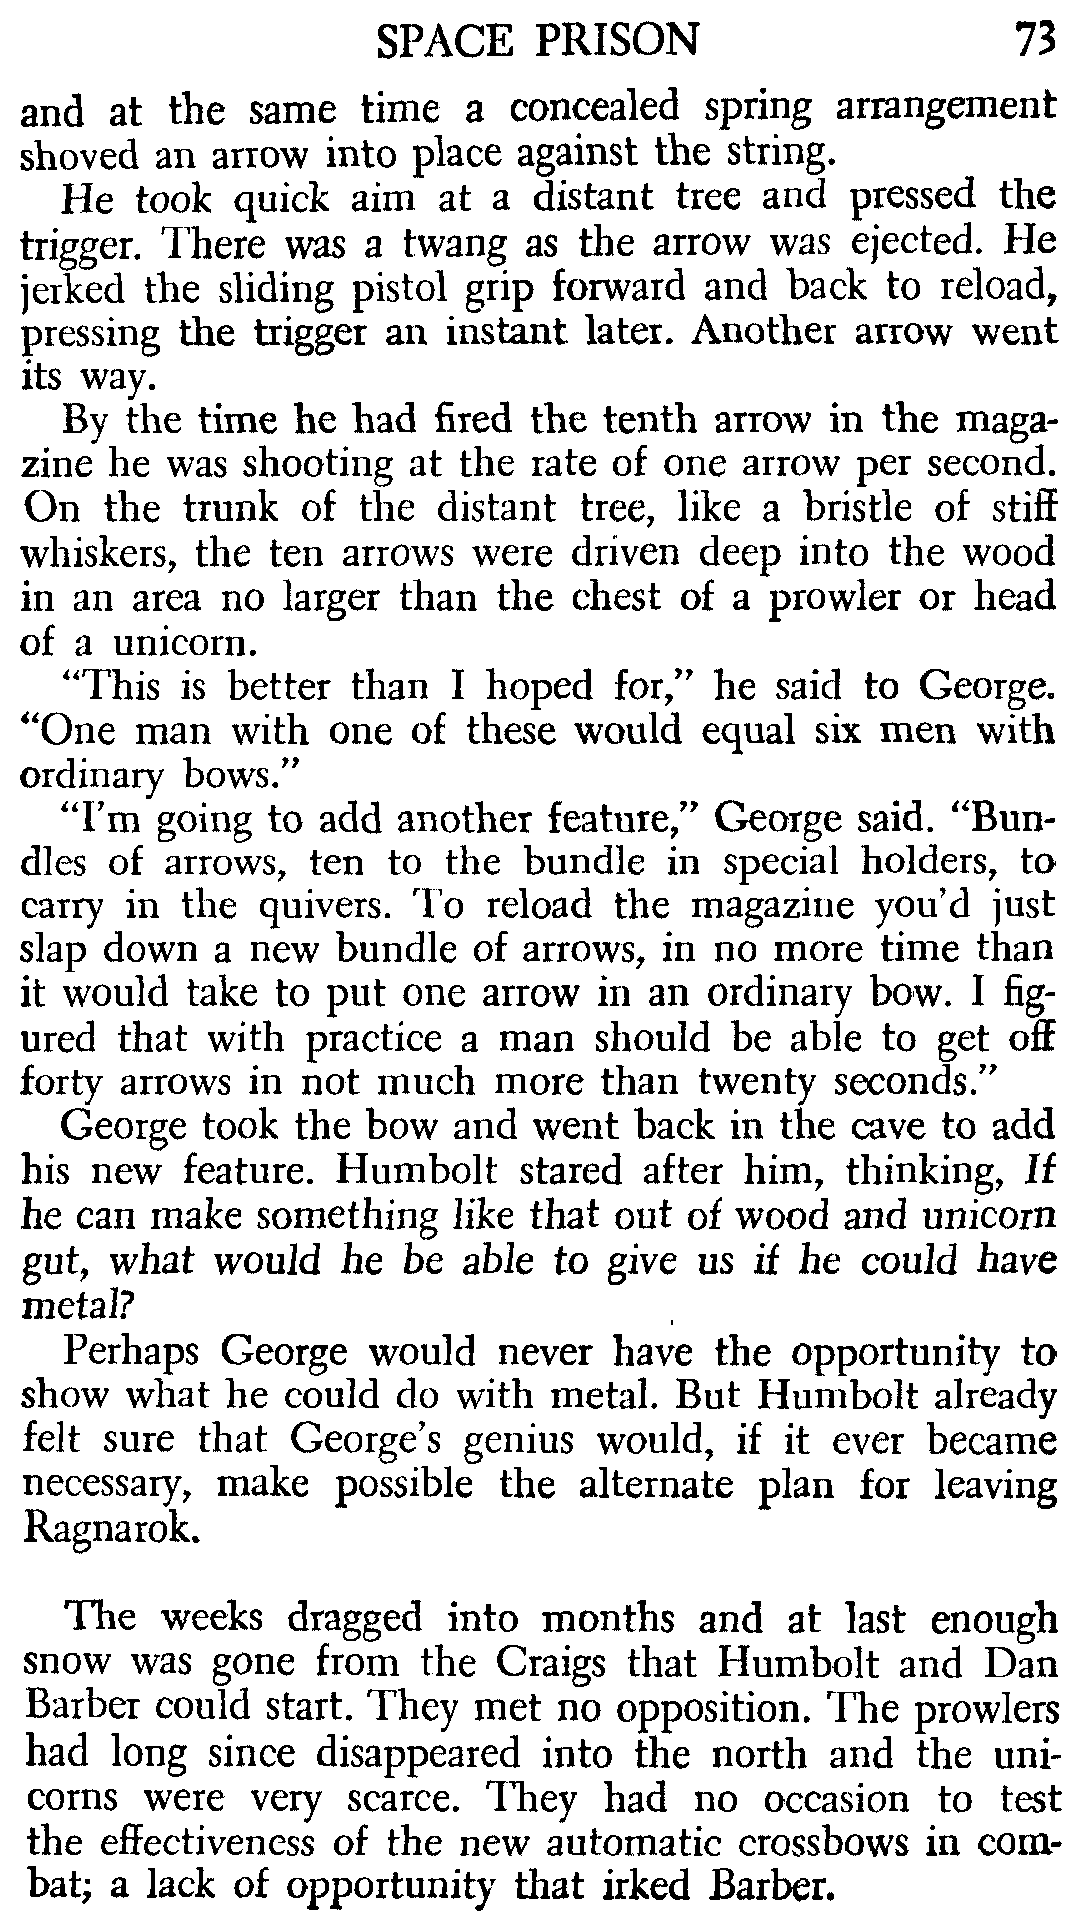 SPACE PRISON 73
and at the same time a concealed spring arrangement
shoved an arrow into place against the string.
He took quick aim at a distant tree and pressed the
trigger. There was a twang as the arrow was ejected. He
jerked the sliding pistol grip forward and back to reload,
pressing the trigger an instant later. Another arrow went
its way.
By the time he had fired the tenth arrow in the maga-
zine he was shooting at the rate of one arrow per second.
On the trunk of the distant tree, like a bristle of stiff
whiskers, the ten arrows were driven deep into the wood
in an area no larger than the chest of a prowler or head
of a unicorn.
“This is better than I hoped for,” he said to George.
“One man with one of these would equal six men with
ordinary bows.”
“I’m going to add another feature,” George said. “Bun-
dles of arrows, ten to the bundle in special holders, to
carry in the quivers. To reload the magazine you’d just
slap down a new bundle of arrows, in no more time than
it would take to put one arrow in an ordinary bow. I fig-
ured that with practice a man should be able to get off
forty arrows in not much more than twenty seconds.”
George took the bow and went back in the cave to add
his new feature. Humbolt stared after him, thinking, If
he can make something like that out of wood and unicorn
gut, what would he be able to give us if he could have
metal?
Perhaps George would never have the opportunity to
show what he could do with metal. But Humbolt already
felt sure that George’s genius would, if it ever became
necessary, make possible the alternate plan for leaving
Ragnarok.
The weeks dragged into months and at last enough
snow was gone from the Craigs that Humbolt and Dan
Barber could start. They met no opposition. The prowlers
had long since disappeared into the north and the uni-
corns were very scarce. They had no occasion to test
the effectiveness of the new automatic crossbows in com-
bat; a lack of opportunity that irked Barber.